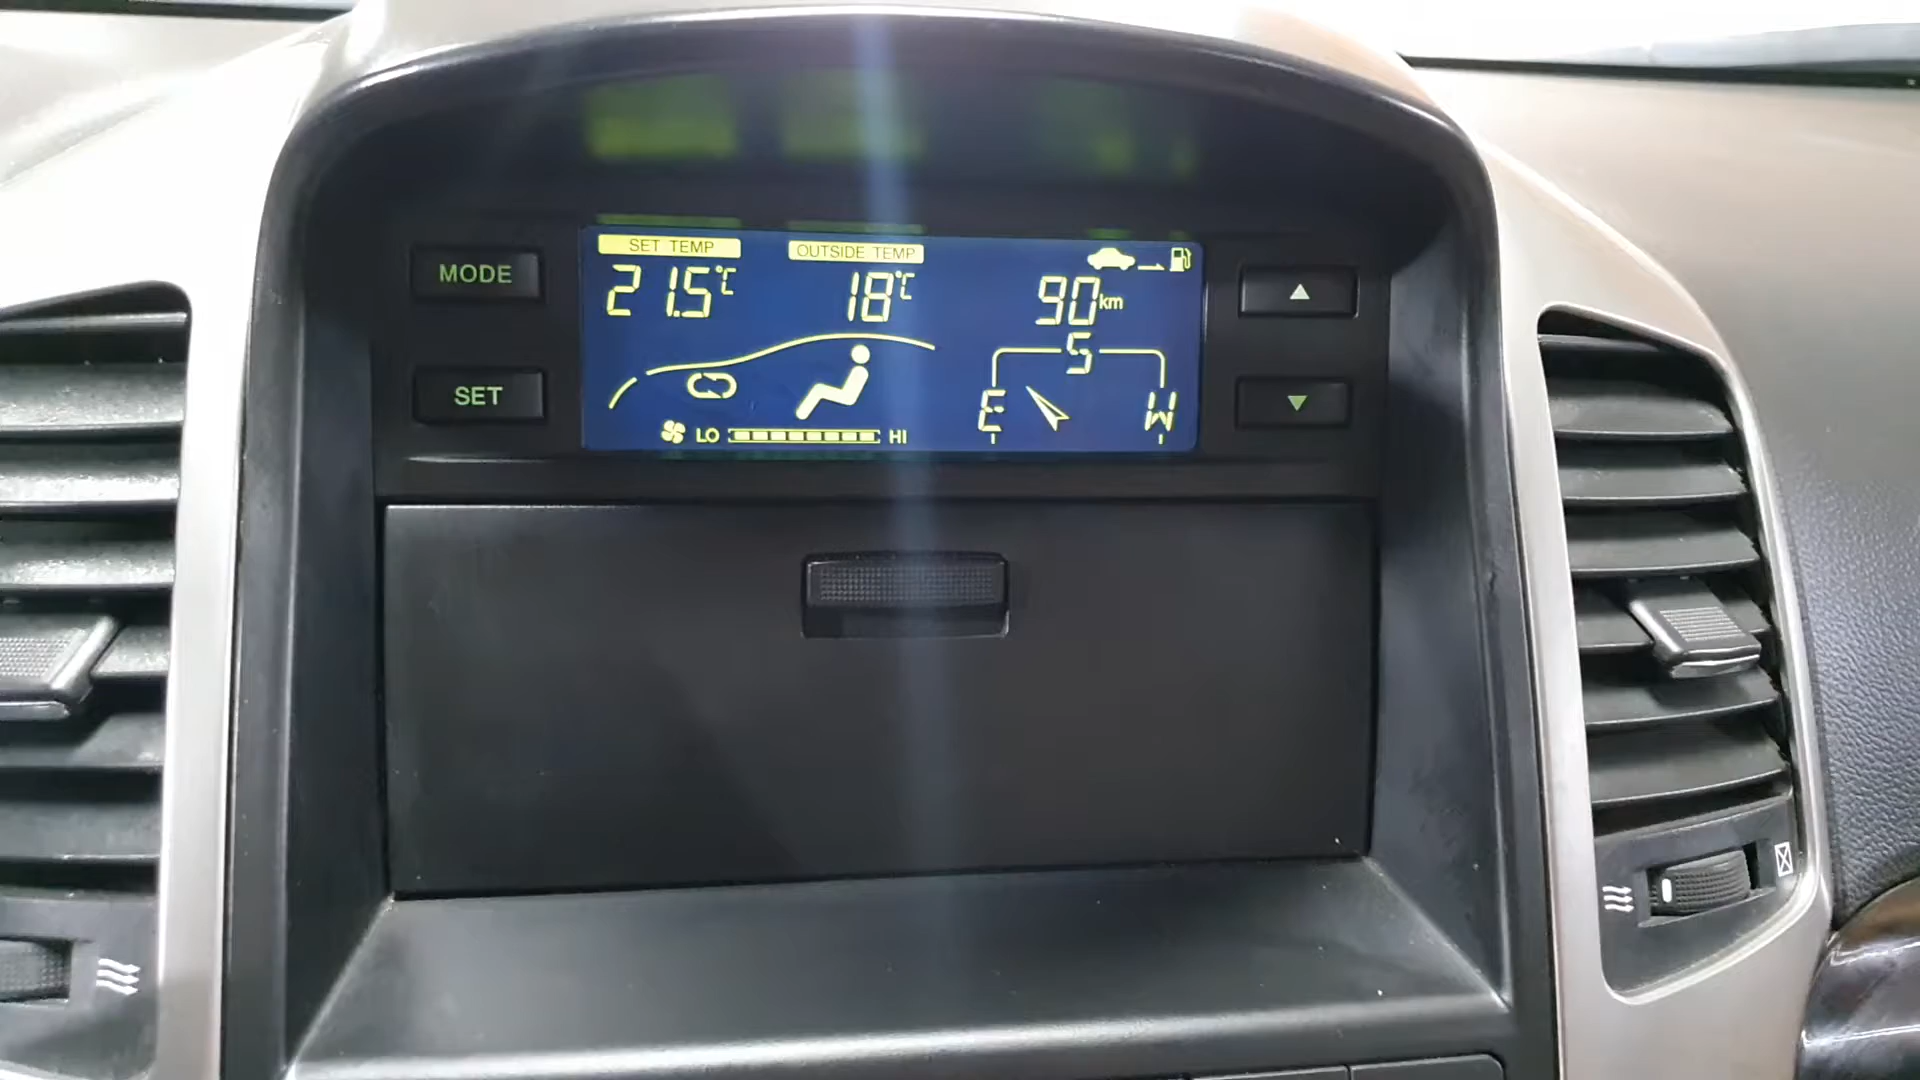 MODE
SET
SET TEMP
21.5°C
OUTSIDE TEMP
18°C
90km
S
E
W
LO
HI